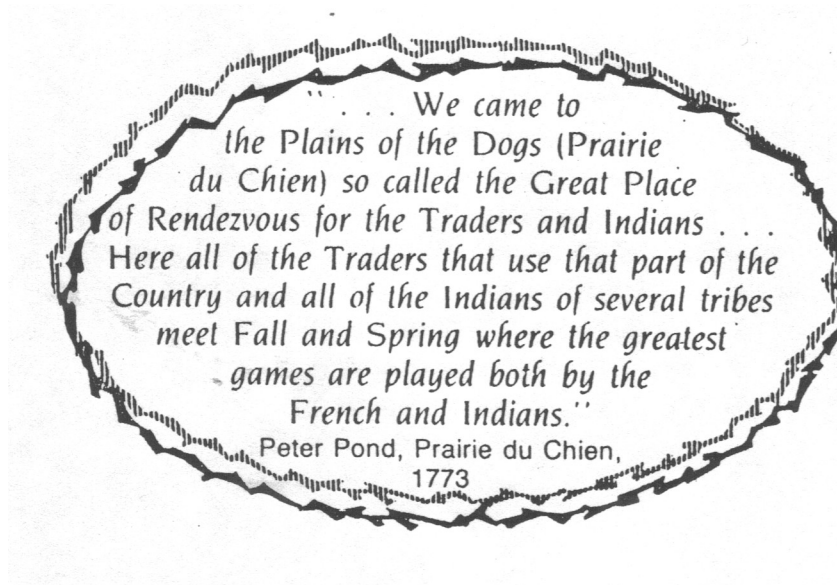 " . . . We came to
the Plains of the Dogs (Prairie
du Chien) so called the Great Place
of Rendezvous for the Traders and Indians . . .
Here all of the Traders that use that part of the
Country and all of the Indians of several tribes
meet Fall and Spring where the greatest
games are played both by the
French and Indians."
Peter Pond, Prairie du Chien,
1773